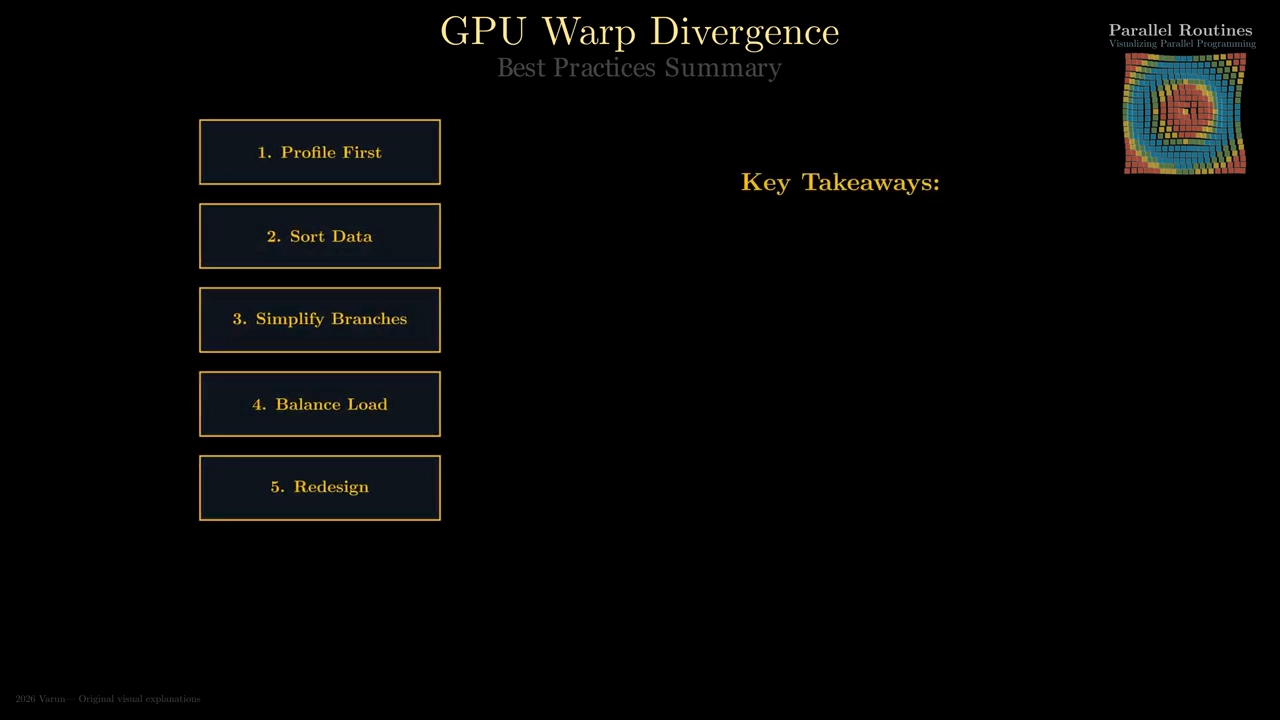 GPU Warp Divergence
Best Practices Summary
Parallel Routines
Visualizing Parallel Programming
1. Profile First
2. Sort Data
3. Simplify Branches
4. Balance Load
5. Redesign
Key Takeaways:
2026 Varun— Original visual explanations